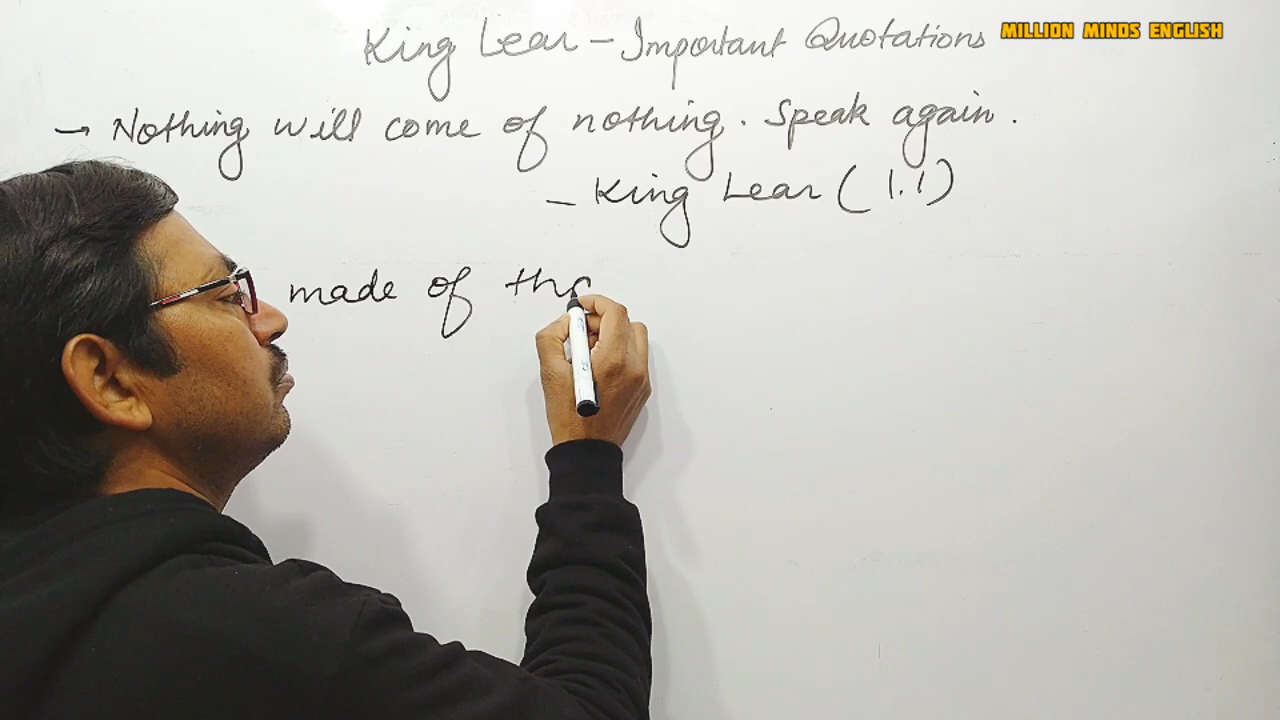 King Lear - Important Quotations
MILLION MINDS ENGLISH
→ Nothing will come of nothing. Speak again.
- King Lear (1.1)
made of tho